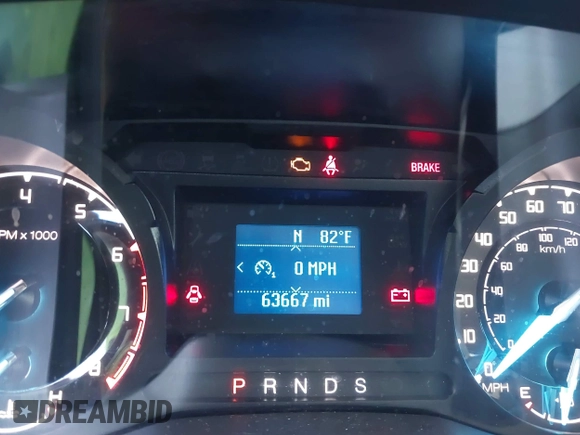 BRAKE
4 5 6 7 8
RPM x 1000
N 82°F
0 MPH
63667 mi
P R N D S
H
0 10 20 30 40 50 60 70
0 20 40 60 80 100 120
km/h
MPH
DREAMBID